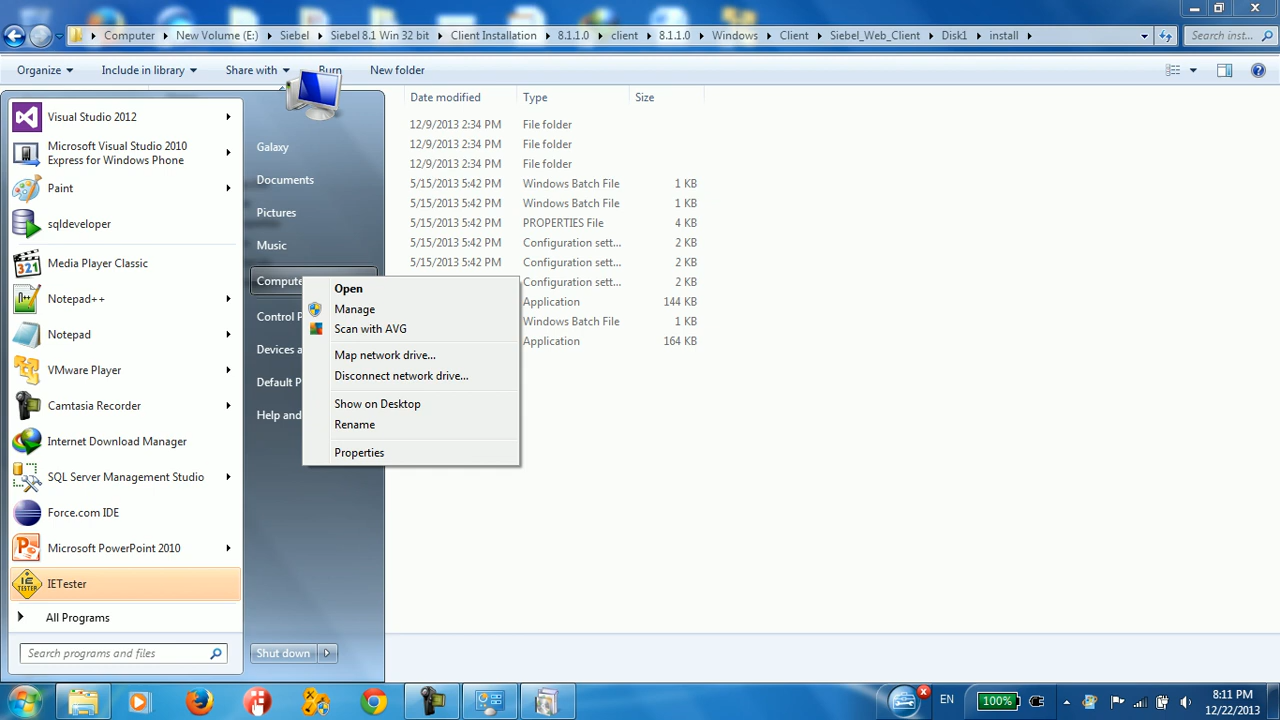 Computer New Volume (E:) Siebel Siebel 8.1 Win 32 bit Client Installation 8.1.1.0 client 8.1.1.0 Windows Client Siebel_Web_Client Disk1 install
Search inst...
Organize Include in library Share with Burn New folder
Date modified Type Size
12/9/2013 2:34 PM File folder
12/9/2013 2:34 PM File folder
12/9/2013 2:34 PM File folder
5/15/2013 5:42 PM Windows Batch File 1 KB
5/15/2013 5:42 PM Windows Batch File 1 KB
5/15/2013 5:42 PM PROPERTIES File 4 KB
5/15/2013 5:42 PM Configuration sett... 2 KB
5/15/2013 5:42 PM Configuration sett... 2 KB
Configuration sett... 2 KB
Application 144 KB
Windows Batch File 1 KB
Application 164 KB
Visual Studio 2012
Microsoft Visual Studio 2010
Express for Windows Phone
Paint
sqldeveloper
Media Player Classic
Notepad++
Notepad
VMware Player
Camtasia Recorder
Internet Download Manager
SQL Server Management Studio
Force.com IDE
Microsoft PowerPoint 2010
IETester
All Programs
Search programs and files
Galaxy
Documents
Pictures
Music
Compute
Control P
Devices a
Default P
Help and
Shut down
Open
Manage
Scan with AVG
Map network drive...
Disconnect network drive...
Show on Desktop
Rename
Properties
EN
100%
8:11 PM
12/22/2013